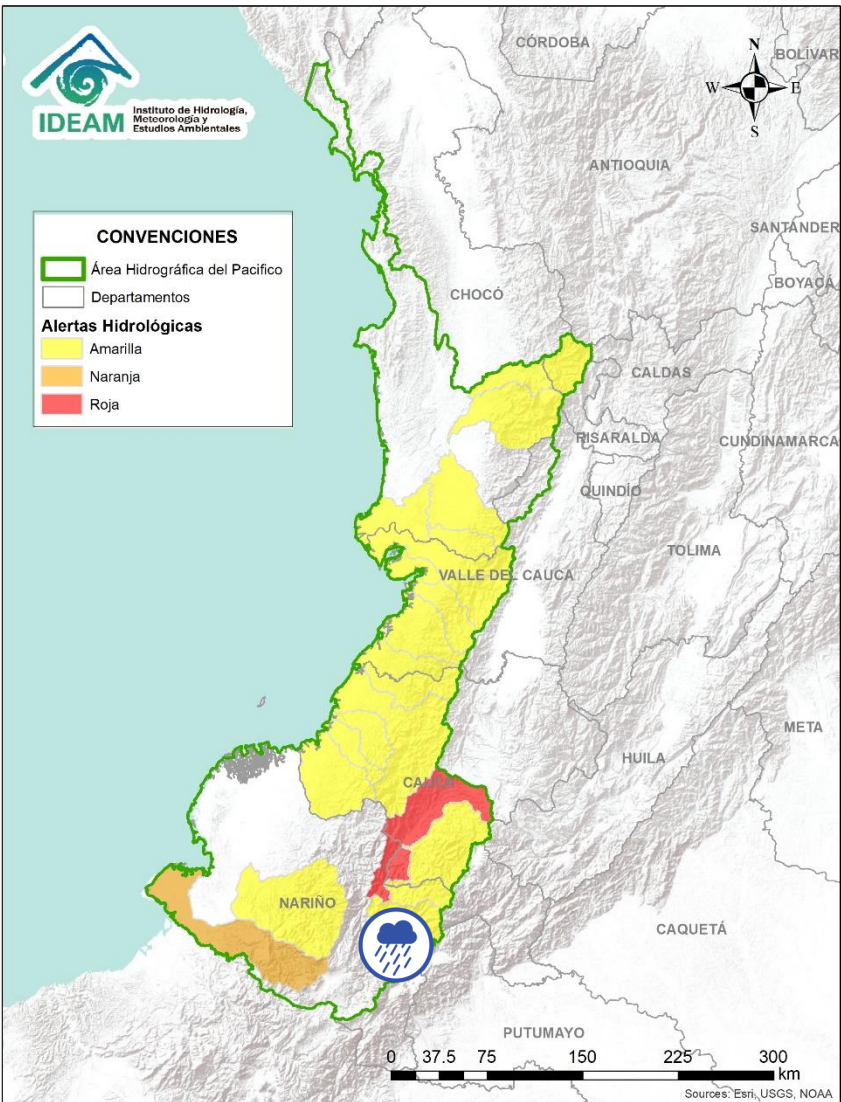 IDEAM
Instituto de Hidrología,
Meteorología y
Estudios Ambientales
CÓRDOBA
BOLÍVAR
N
W
E
S
ANTIOQUIA
SANTANDER
BOYACÁ
CHOCÓ
CONVENCIONES
Área Hidrográfica del Pacifico
Departamentos
Alertas Hidrológicas
Amarilla
Naranja
Roja
CALDAS
RISARALDA
CUNDINAMARCA
QUINDÍO
TOLIMA
VALLE DEL CAUCA
META
HUILA
CAUCA
NARIÑO
CAQUETÁ
PUTUMAYO
0 37.5 75 150 225 300
km
Sources: Esri, USGS, NOAA